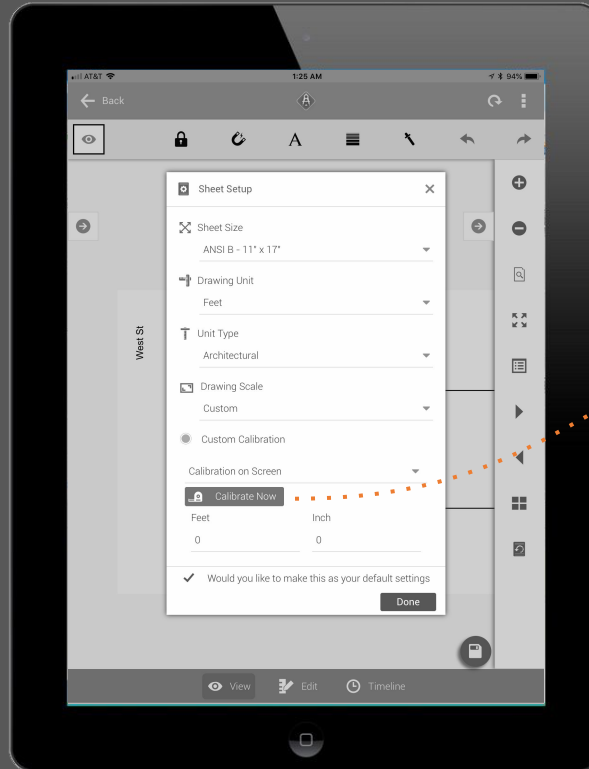 AT&T 1:25 AM 94%
Back
A
A
Sheet Setup
Sheet Size
ANSI B - 11" x 17"
Drawing Unit
Feet
Unit Type
Architectural
Drawing Scale
Custom
Custom Calibration
Calibration on Screen
Calibrate Now
Feet Inch
0 0
Would you like to make this as your default settings
Done
West St
View Edit Timeline